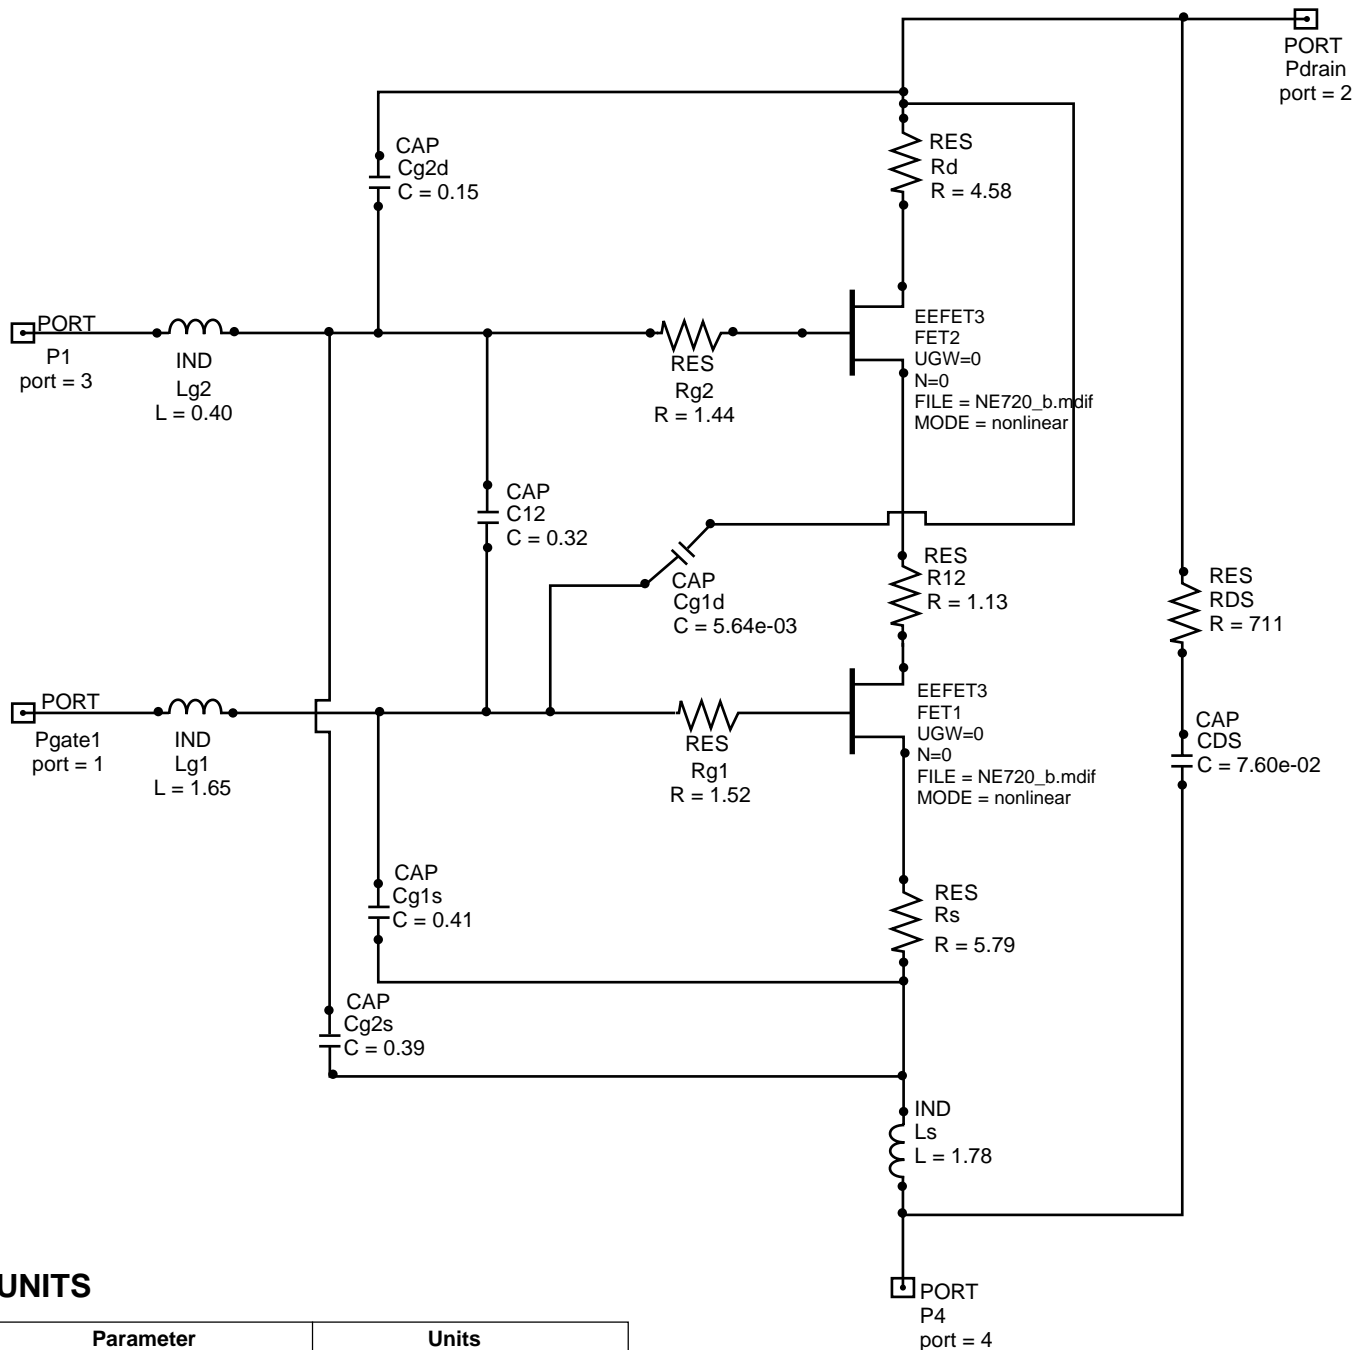 PORT
Pdrain
port = 2
CAP
Cg2d
C = 0.15
RES
Rd
R = 4.58
PORT
P1
port = 3
IND
Lg2
L = 0.40
RES
Rg2
R = 1.44
EEFET3
FET2
UGW=0
N=0
FILE = NE720_b.mdif
MODE = nonlinear
CAP
C12
C = 0.32
CAP
Cg1d
C = 5.64e-03
RES
R12
R = 1.13
RES
RDS
R = 711
PORT
Pgate1
port = 1
IND
Lg1
L = 1.65
RES
Rg1
R = 1.52
EEFET3
FET1
UGW=0
N=0
FILE = NE720_b.mdif
MODE = nonlinear
CAP
CDS
C = 7.60e-02
CAP
Cg1s
C = 0.41
RES
Rs
R = 5.79
CAP
Cg2s
C = 0.39
IND
Ls
L = 1.78
PORT
P4
port = 4
UNITS
Parameter
Units